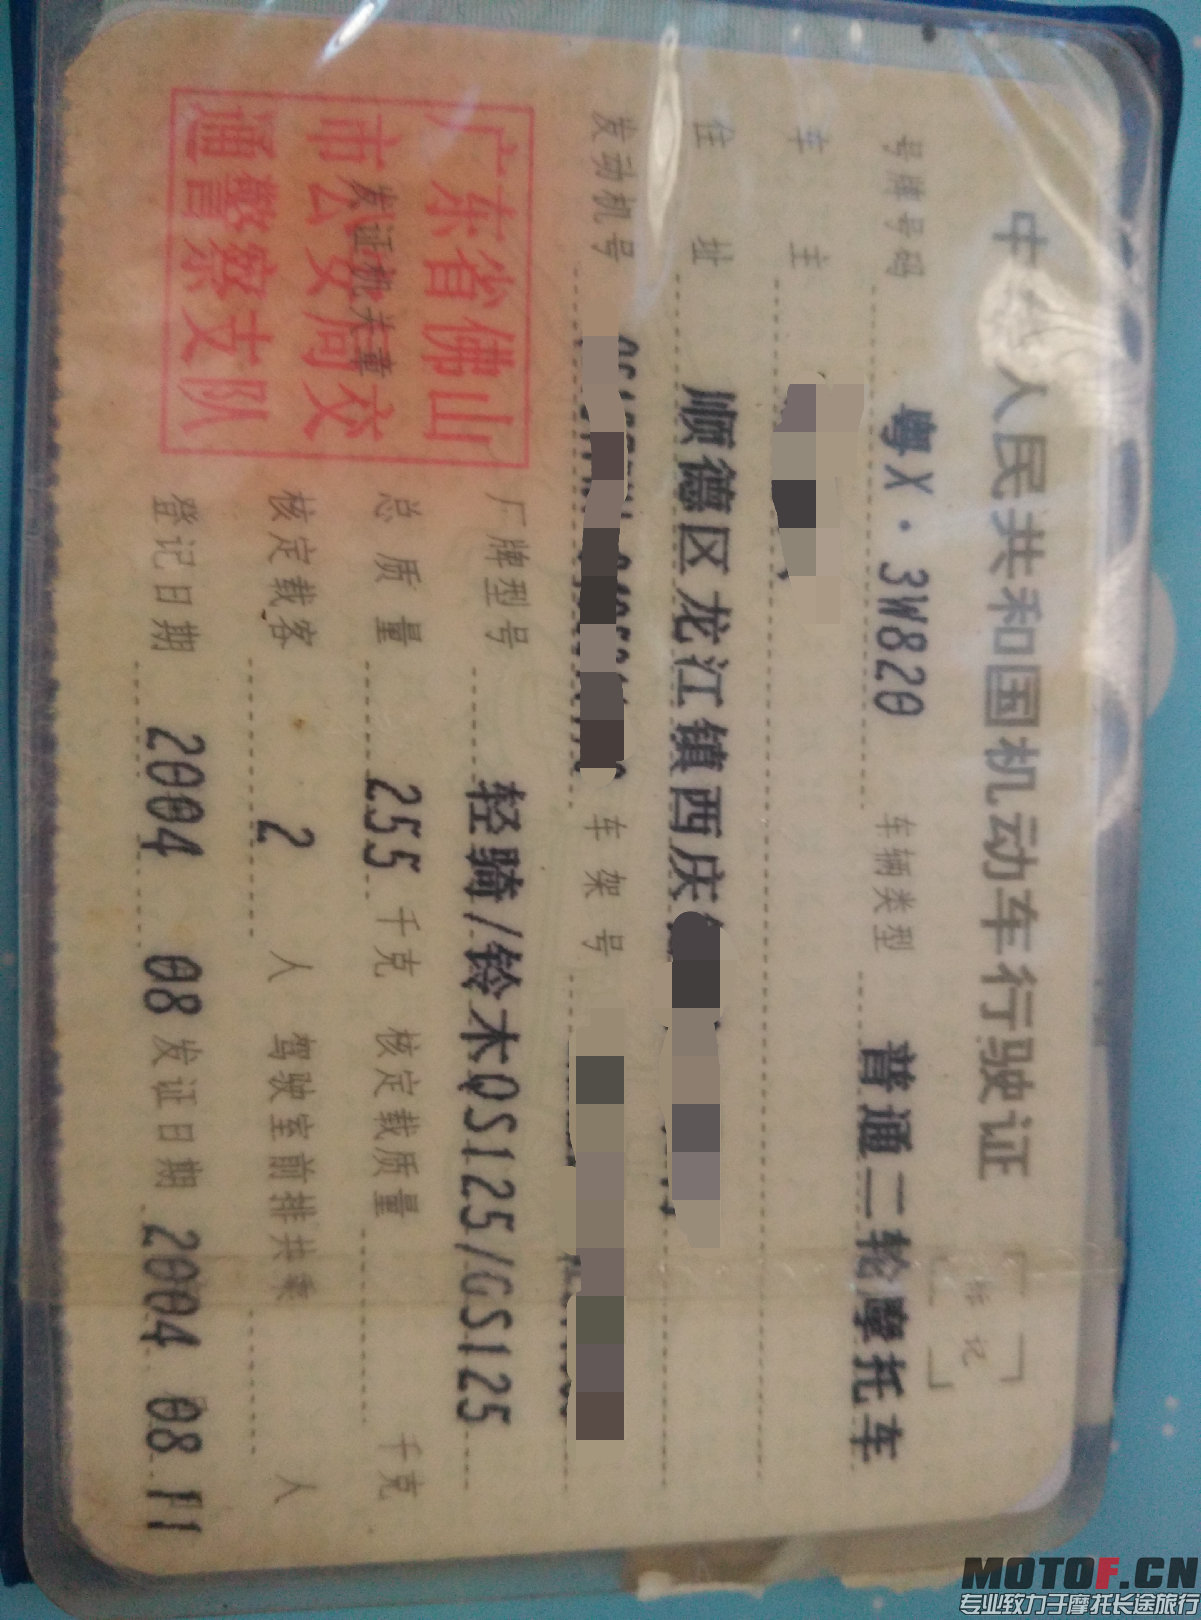 中华人民共和国机动车行驶证
标记
号牌号码 粤X·3W820 车辆类型 普通二轮摩托车
车主
住址 顺德区龙江镇西庆
发动机号 车架号
厂牌型号 轻骑/铃木QS125/GS125
总质量 255 千克 核定载质量 千克
核定载客 2 人 驾驶室前排共乘 人
登记日期 2004 08 发证日期 2004 08 11
广东省佛山
市公安局交
通警察支队
发证机关章
MOTOF.CN
专业致力于摩托长途旅行